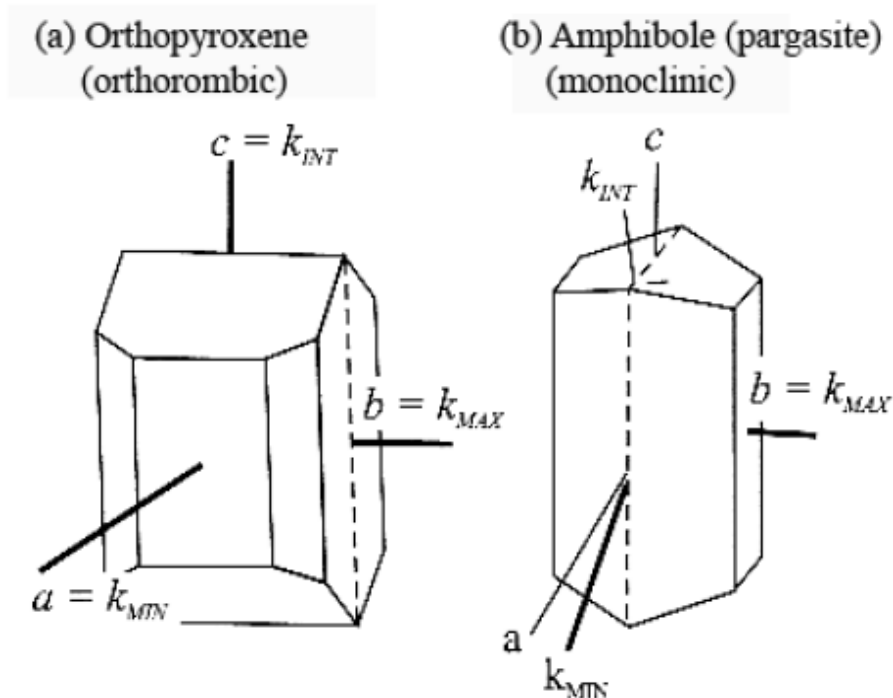 (a) Orthopyroxene
(orthorombic)
c = k_INT
b = k_MAX
a = k_MIN
(b) Amphibole (pargasite)
(monoclinic)
c
k_INT
b = k_MAX
a
k_MIN